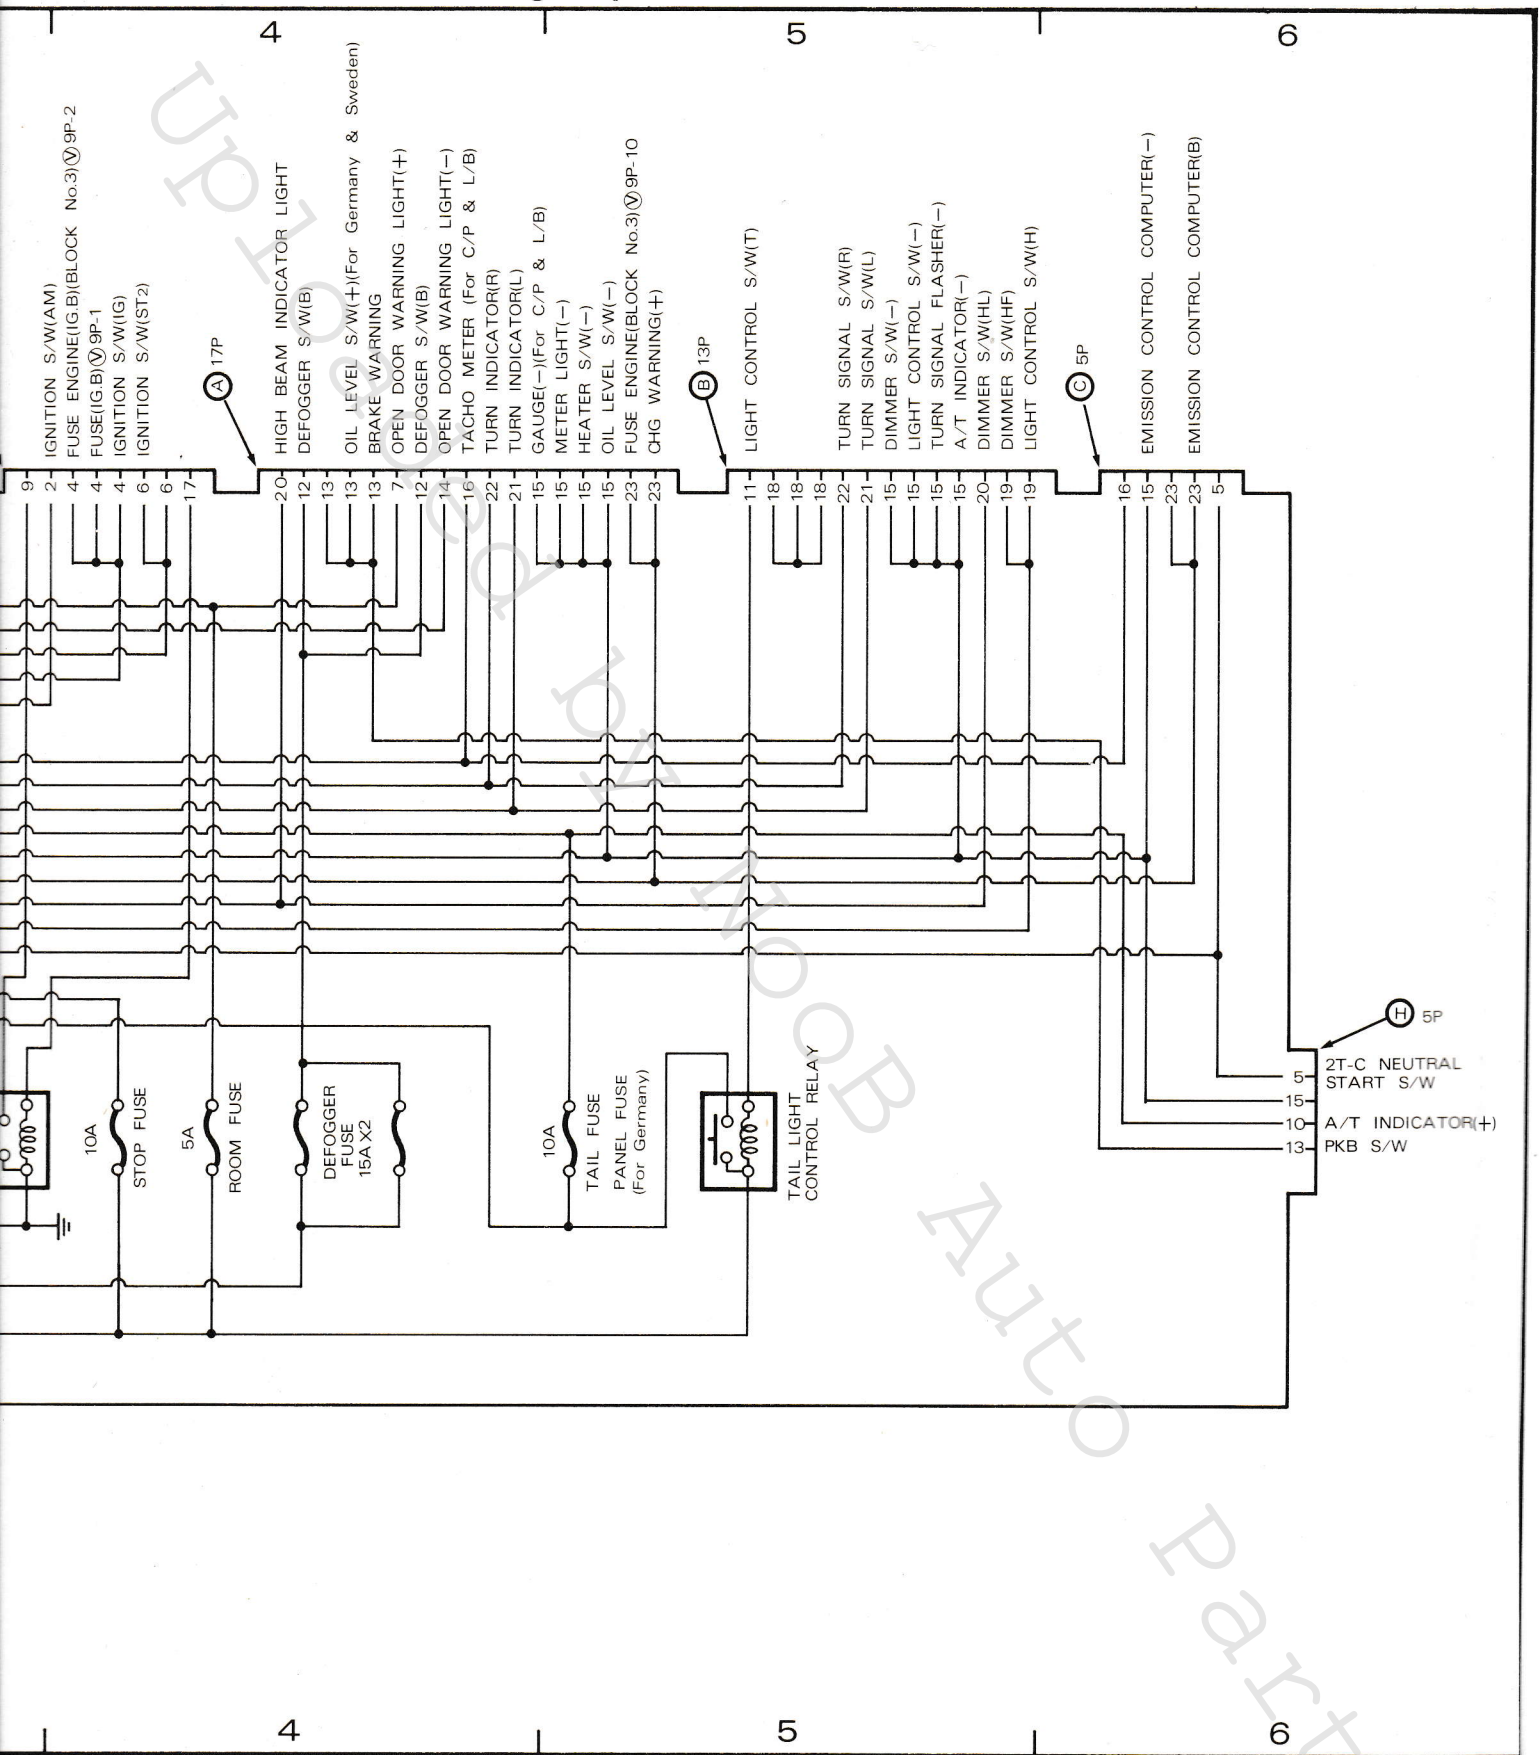 4
5
6
IGNITION S/W(AM)
FUSE ENGINE(IG.B)(BLOCK No.3)Ⓥ9P-2
FUSE(IG.B)Ⓥ9P-1
IGNITION S/W(IG)
IGNITION S/W(ST2)
Ⓐ 17P
HIGH BEAM INDICATOR LIGHT
DEFOGGER S/W(B)
OIL LEVEL S/W(+)(For Germany & Sweden)
BRAKE WARNING
OPEN DOOR WARNING LIGHT(+)
DEFOGGER S/W(B)
OPEN DOOR WARNING LIGHT(−)
TACHO METER (For C/P & L/B)
TURN INDICATOR(R)
TURN INDICATOR(L)
GAUGE(−)(For C/P & L/B)
METER LIGHT(−)
HEATER S/W(−)
OIL LEVEL S/W(−)
FUSE ENGINE(BLOCK No.3)Ⓥ9P-10
CHG WARNING(+)
Ⓑ 13P
LIGHT CONTROL S/W(T)
TURN SIGNAL S/W(R)
TURN SIGNAL S/W(L)
DIMMER S/W(−)
LIGHT CONTROL S/W(−)
TURN SIGNAL FLASHER(−)
A/T INDICATOR(−)
DIMMER S/W(HL)
DIMMER S/W(HF)
LIGHT CONTROL S/W(H)
Ⓒ 5P
EMISSION CONTROL COMPUTER(−)
EMISSION CONTROL COMPUTER(B)
9 2 4 4 4 6 6 17
20 12 13 13 13 7 12 14 16 22 21 15 15 15 15 23 23
11 18 18 18 22 21 15 15 15 15 20 19 19
16 15 23 23 5
Ⓗ 5P
5 2T-C NEUTRAL
START S/W
15
10 A/T INDICATOR(+)
13 PKB S/W
10A
STOP FUSE
5A
ROOM FUSE
DEFOGGER
FUSE
15A X2
10A
TAIL FUSE
PANEL FUSE
(For Germany)
TAIL LIGHT
CONTROL RELAY
4
5
6
Uploaded by NooB Auto Part